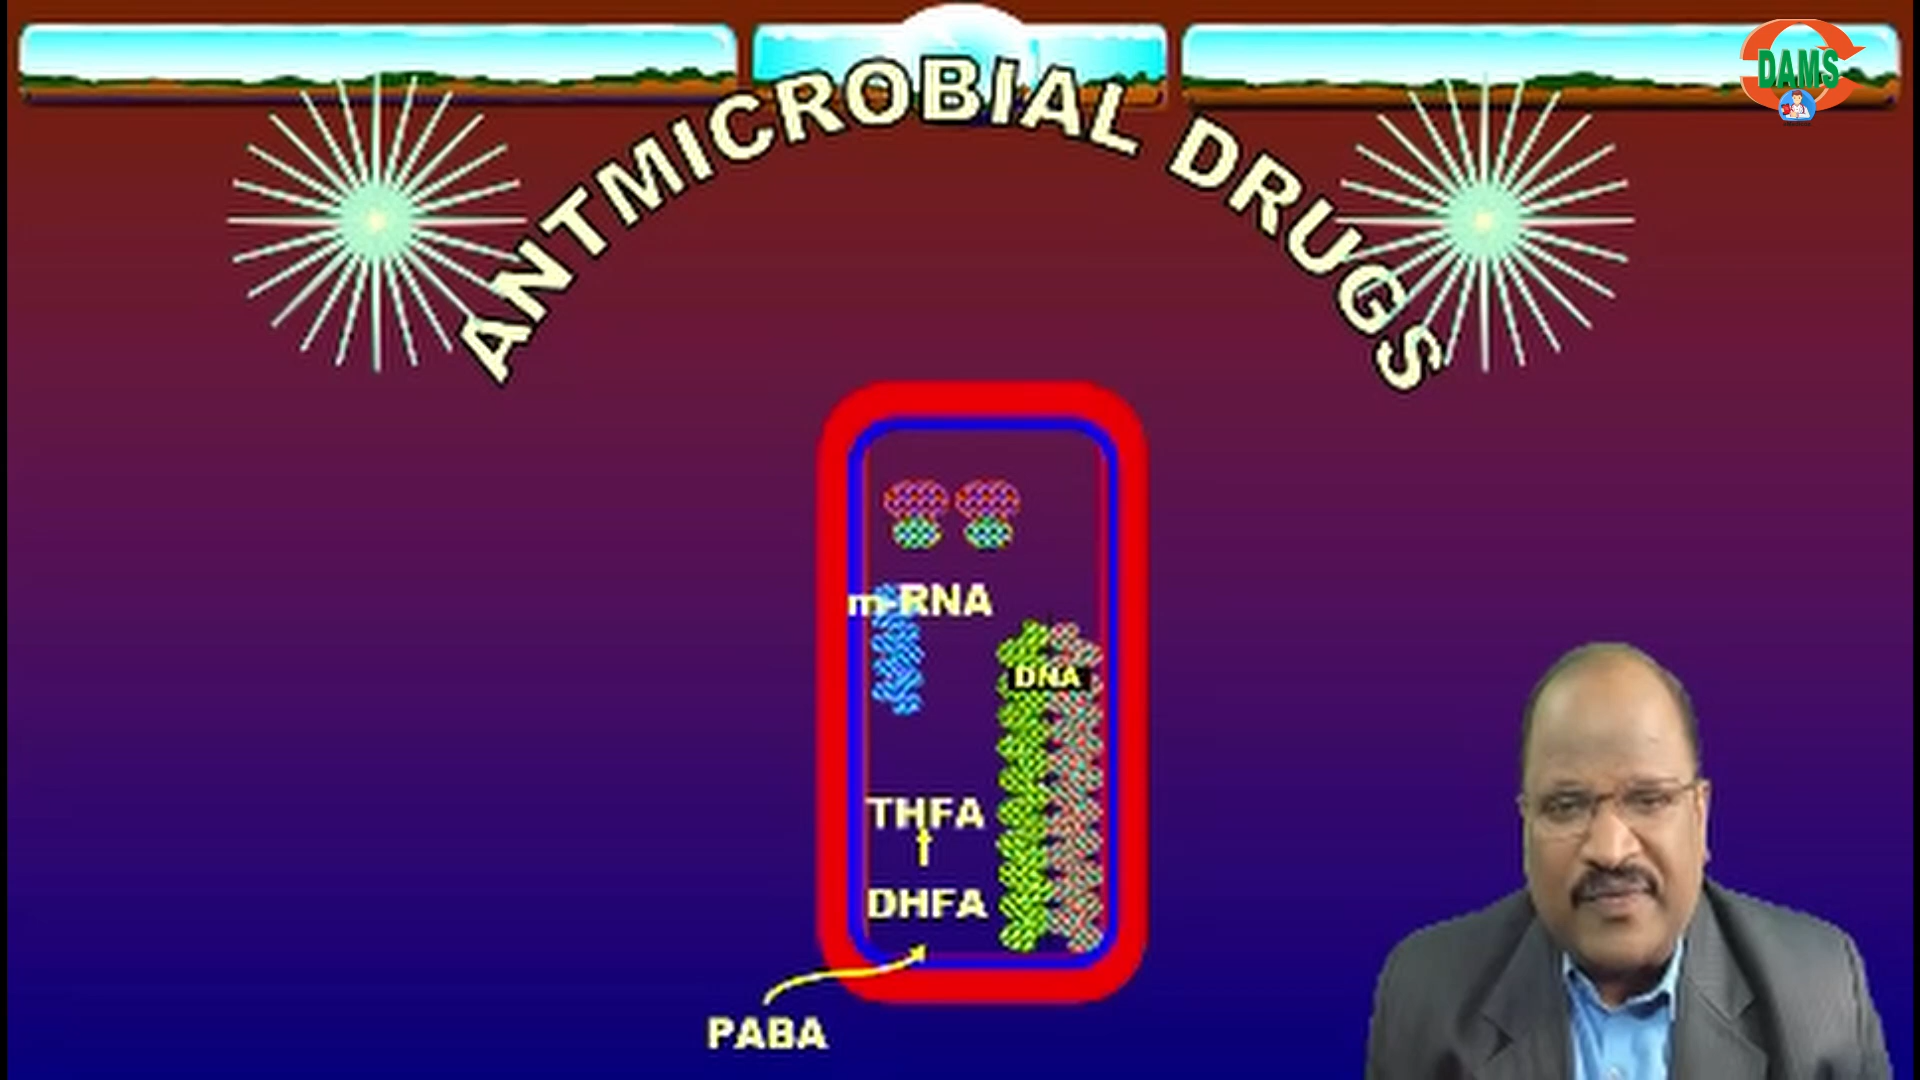 DAMS
ANTMICROBIAL DRUGS
m-RNA
DNA
THFA
DHFA
PABA